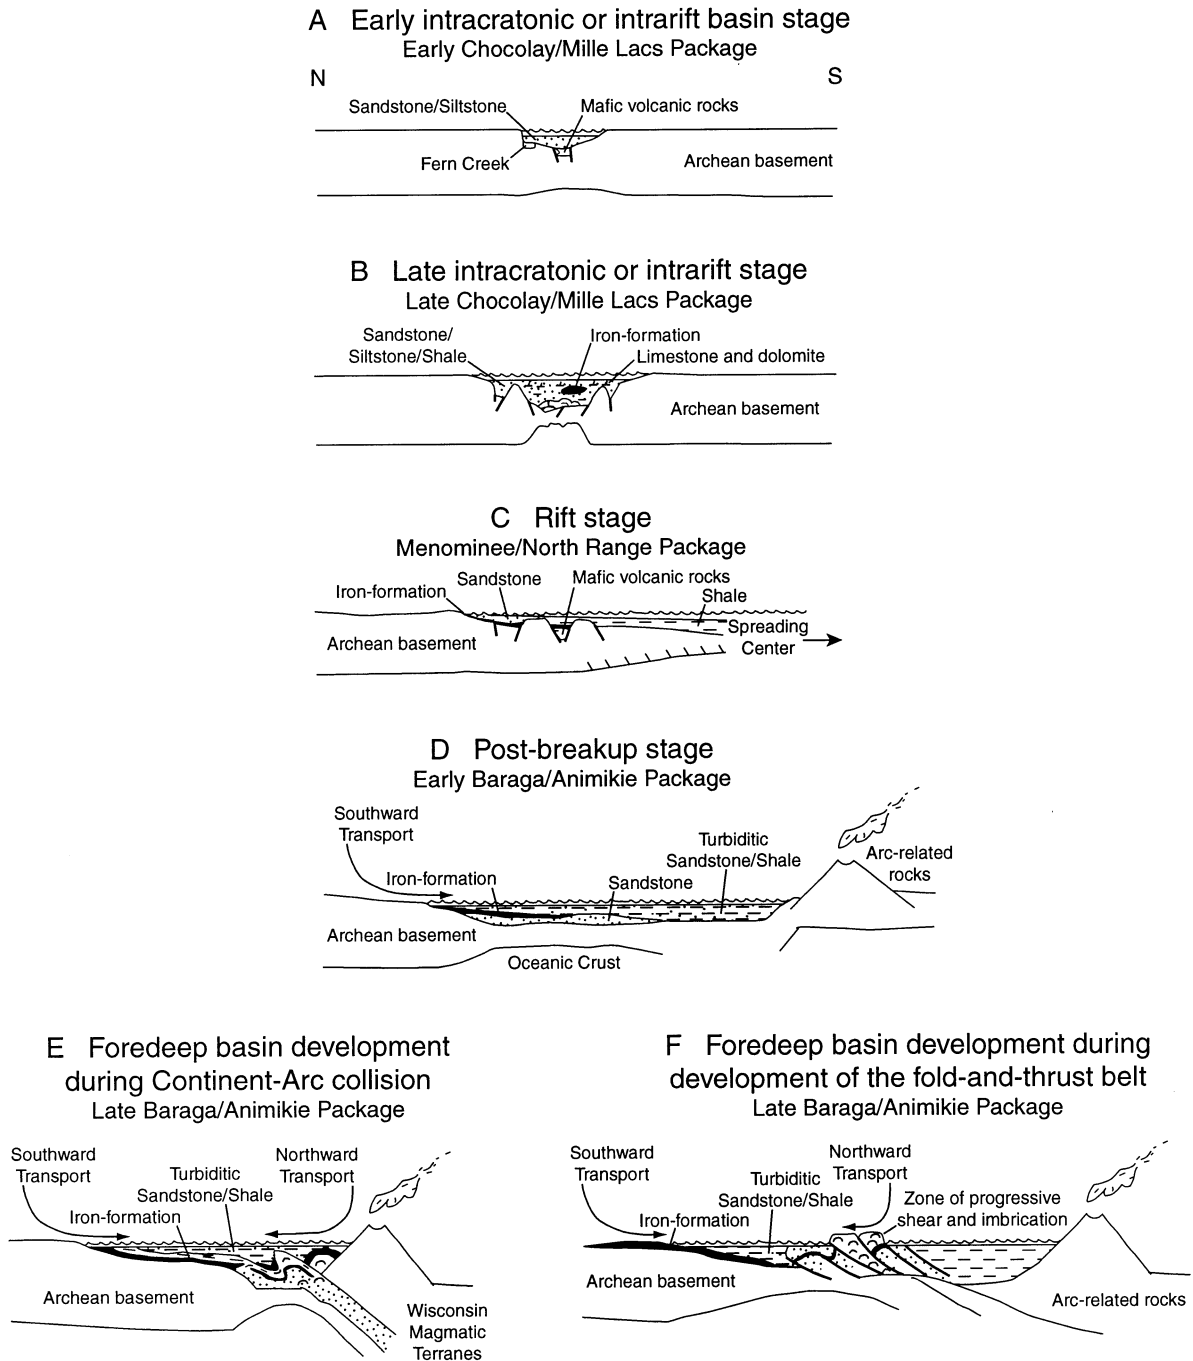 A Early intracratonic or intrarift basin stage
Early Chocolay/Mille Lacs Package
N
S
Sandstone/Siltstone
Mafic volcanic rocks
Fern Creek
Archean basement
B Late intracratonic or intrarift stage
Late Chocolay/Mille Lacs Package
Sandstone/
Siltstone/Shale
Iron-formation
Limestone and dolomite
Archean basement
C Rift stage
Menominee/North Range Package
Iron-formation
Sandstone
Mafic volcanic rocks
Shale
Archean basement
Spreading
Center
D Post-breakup stage
Early Baraga/Animikie Package
Southward
Transport
Iron-formation
Sandstone
Turbiditic
Sandstone/Shale
Arc-related
rocks
Archean basement
Oceanic Crust
E Foredeep basin development
during Continent-Arc collision
Late Baraga/Animikie Package
Southward
Transport
Iron-formation
Turbiditic
Sandstone/Shale
Northward
Transport
Archean basement
Wisconsin
Magmatic
Terranes
F Foredeep basin development during
development of the fold-and-thrust belt
Late Baraga/Animikie Package
Southward
Transport
Iron-formation
Turbiditic
Sandstone/Shale
Northward
Transport
Zone of progressive
shear and imbrication
Archean basement
Arc-related rocks